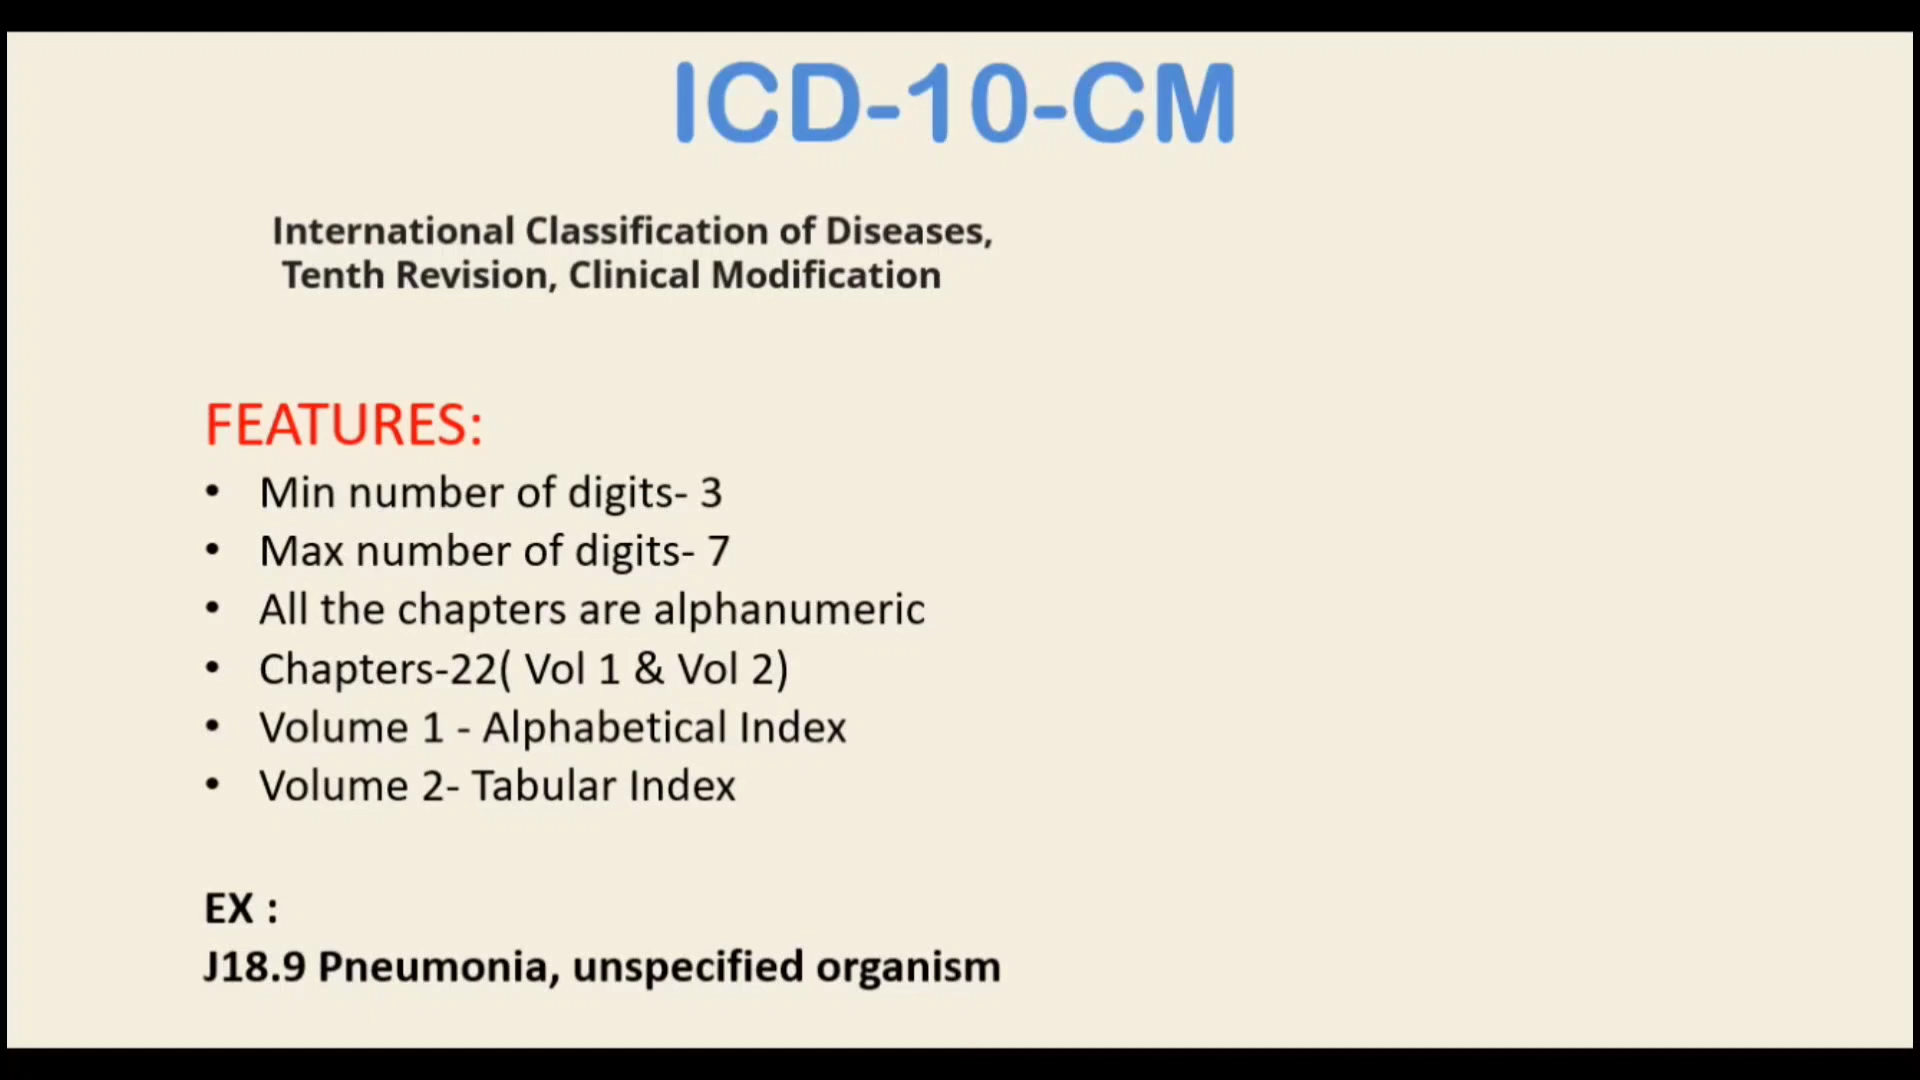 ICD-10-CM
International Classification of Diseases,
Tenth Revision, Clinical Modification
FEATURES:
• Min number of digits- 3
• Max number of digits- 7
• All the chapters are alphanumeric
• Chapters-22( Vol 1 & Vol 2)
• Volume 1 - Alphabetical Index
• Volume 2- Tabular Index
EX :
J18.9 Pneumonia, unspecified organism